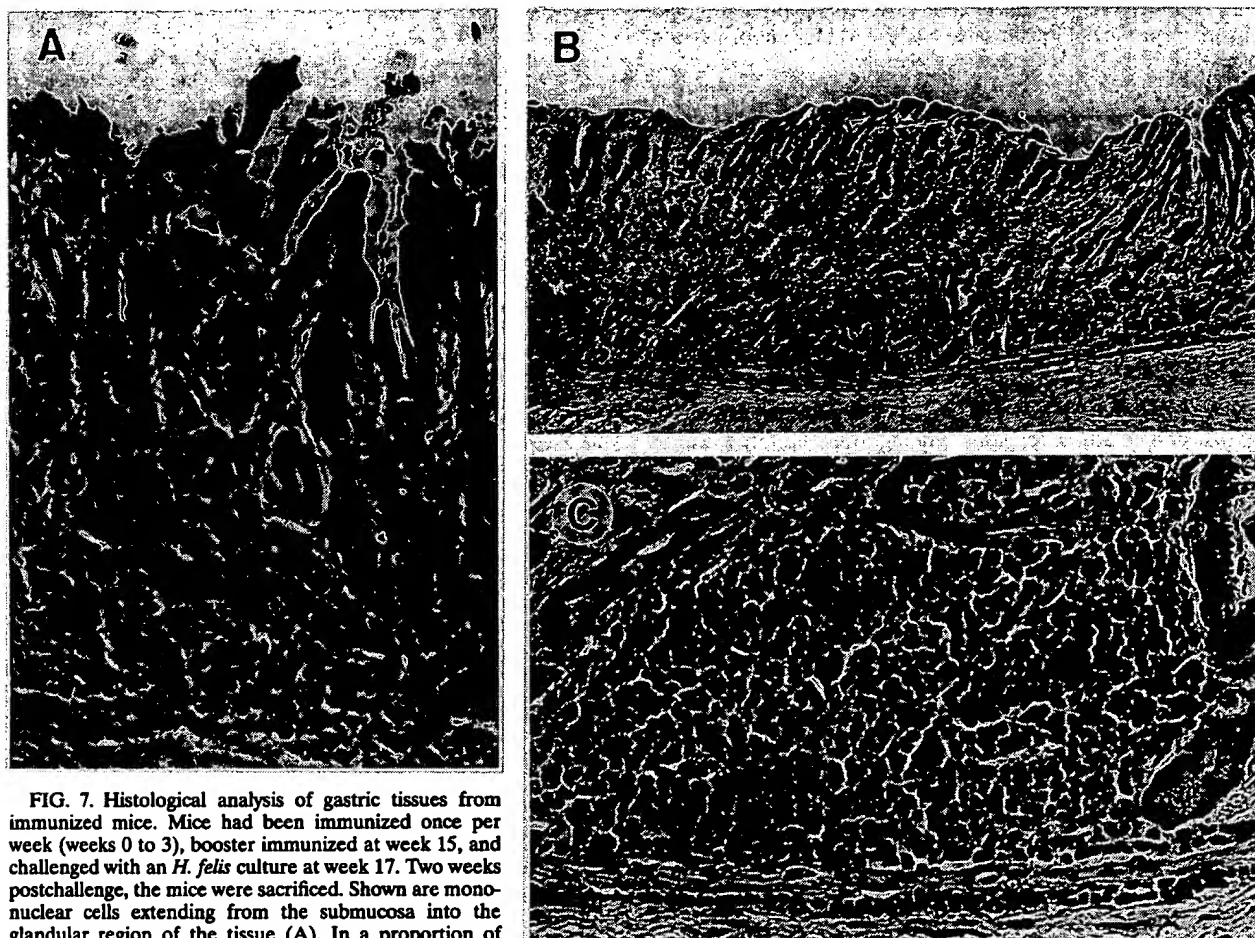 A
B
C
FIG. 7. Histological analysis of gastric tissues from
immunized mice. Mice had been immunized once per
week (weeks 0 to 3), booster immunized at week 15, and
challenged with an H. felis culture at week 17. Two weeks
postchallenge, the mice were sacrificed. Shown are mono-
nuclear cells extending from the submucosa into the
glandular region of the tissue (A). In a proportion of